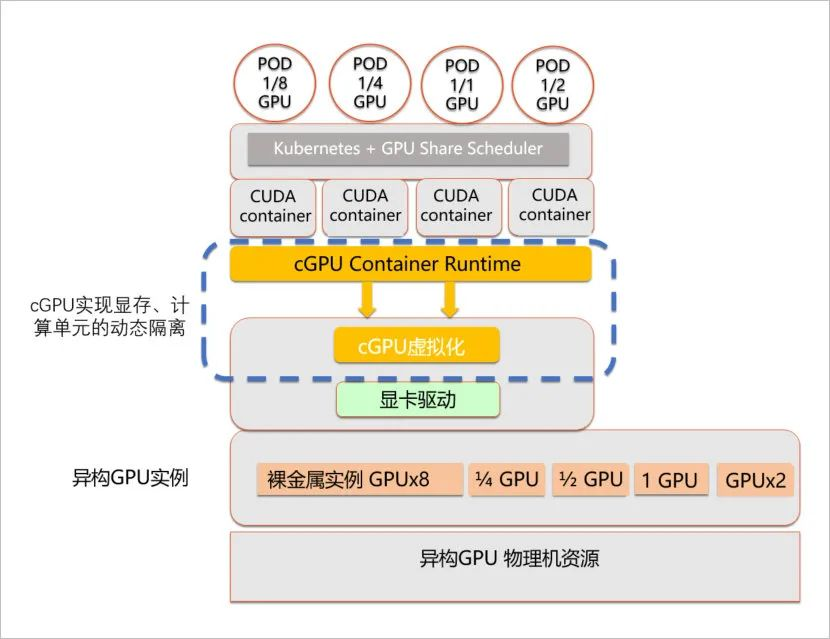 POD
1/8
GPU
POD
1/4
GPU
POD
1/1
GPU
POD
1/2
GPU
Kubernetes + GPU Share Scheduler
CUDA
container
CUDA
container
CUDA
container
CUDA
container
cGPU Container Runtime
cGPU实现显存、计
算单元的动态隔离
cGPU虚拟化
显卡驱动
异构GPU实例
裸金属实例 GPUx8
¼ GPU
½ GPU
1 GPU
GPUx2
异构GPU 物理机资源